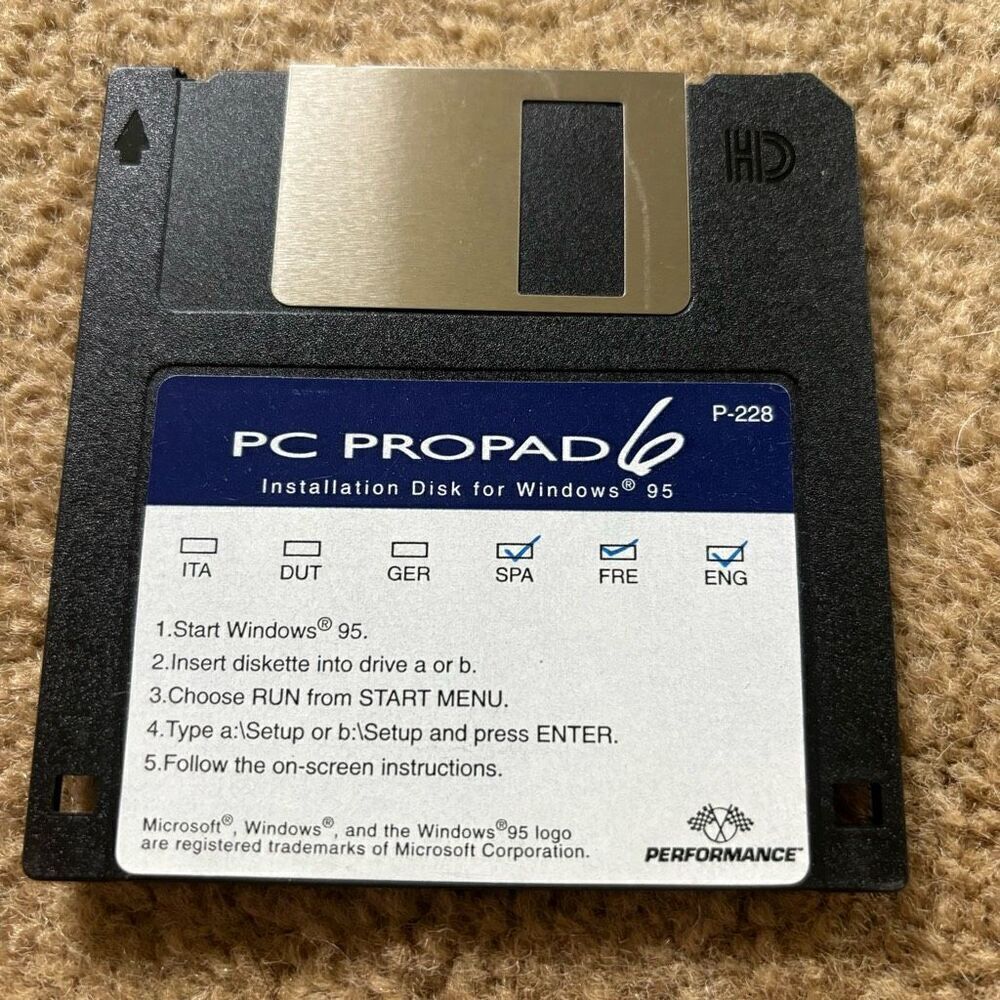 HD
P-228
PC PROPAD 6
Installation Disk for Windows® 95
ITA DUT GER SPA FRE ENG
1.Start Windows® 95.
2.Insert diskette into drive a or b.
3.Choose RUN from START MENU.
4.Type a:\Setup or b:\Setup and press ENTER.
5.Follow the on-screen instructions.
Microsoft®, Windows®, and the Windows®95 logo
are registered trademarks of Microsoft Corporation.
PERFORMANCE™